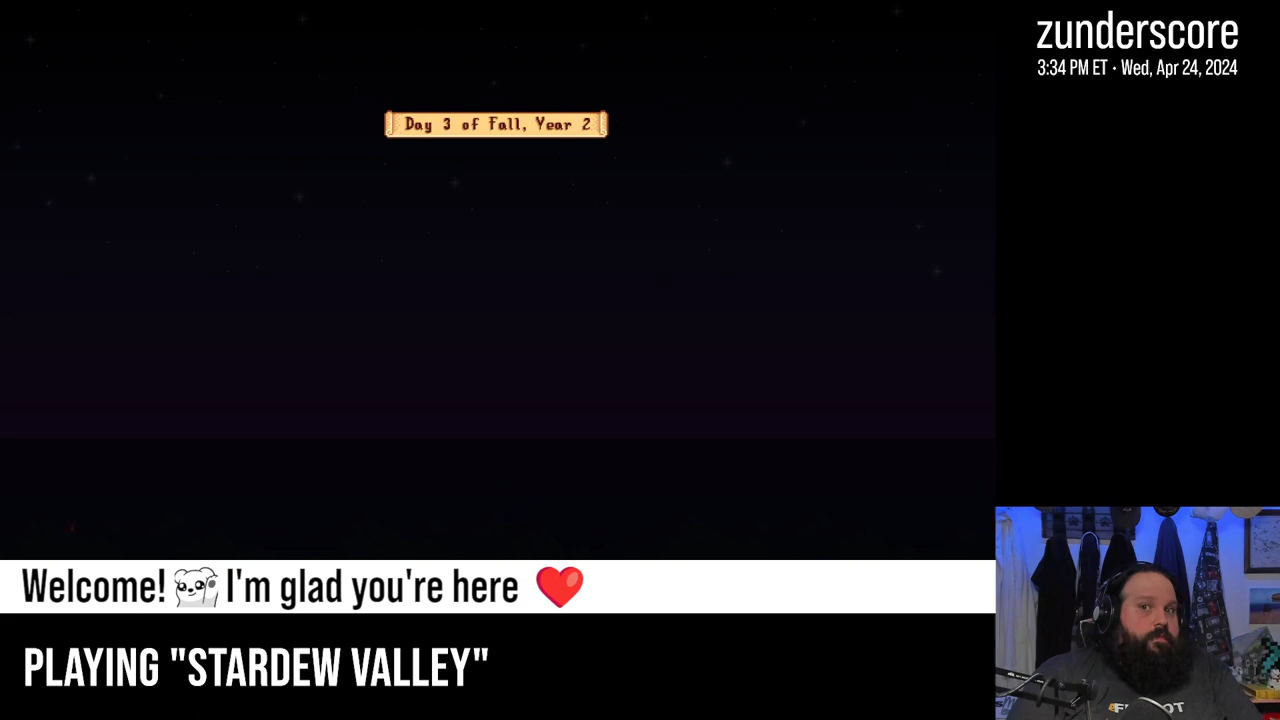 zunderscore
3:34 PM ET · Wed, Apr 24, 2024
Day 3 of Fall, Year 2
Welcome! I'm glad you're here
PLAYING "STARDEW VALLEY"